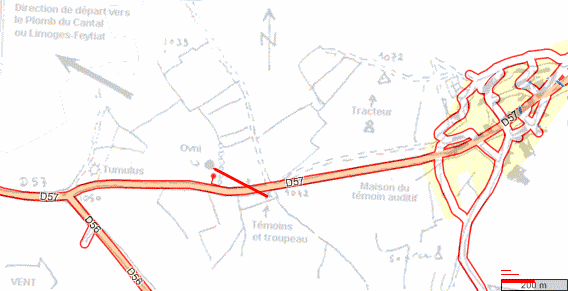 Direction de départ vers
le Plomb du Cantal
ou Limoges-Feytiat
1039
N
1072
Tracteur
D57
Ovni
Tumulus
D57
D57
D57
Maison du
témoin auditif
Témoins
et troupeau
D56
D56
VENT
200 m